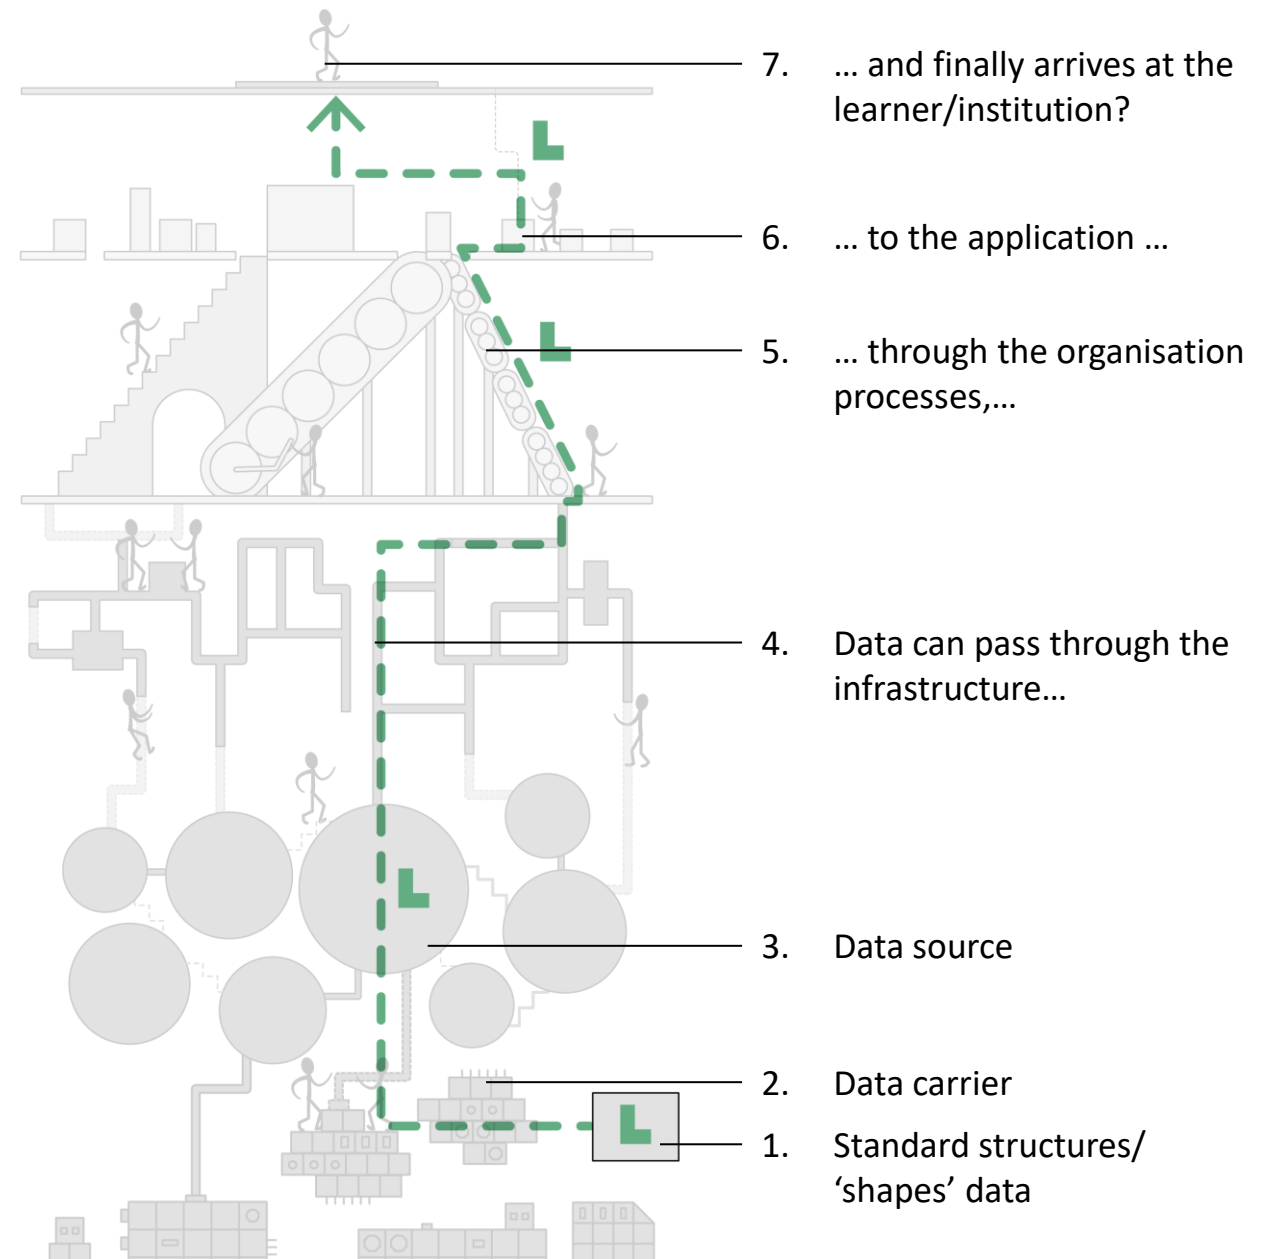 7. … and finally arrives at the
learner/institution?
6. … to the application …
5. … through the organisation
processes,…
4. Data can pass through the
infrastructure…
3. Data source
2. Data carrier
1. Standard structures/
‘shapes’ data